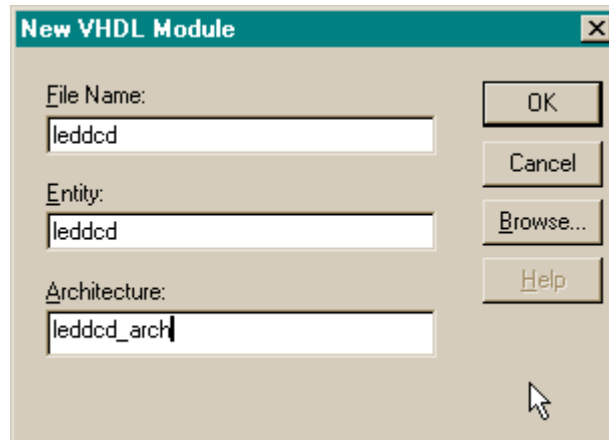 New VHDL Module
File Name:
leddcd
Entity:
leddcd
Architecture:
leddcd_arch
OK
Cancel
Browse...
Help